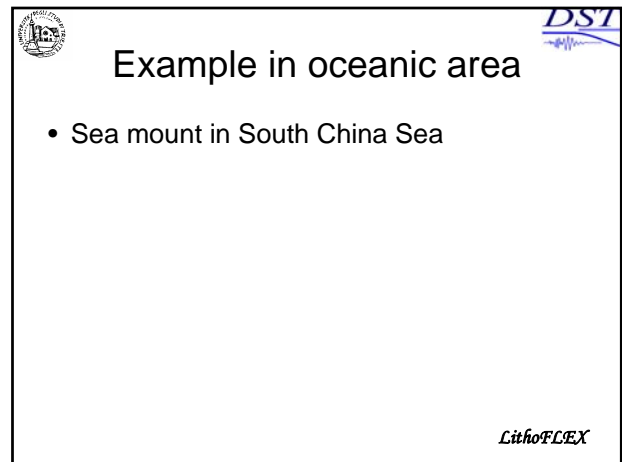 DST
Example in oceanic area
• Sea mount in South China Sea
LithoFLEX